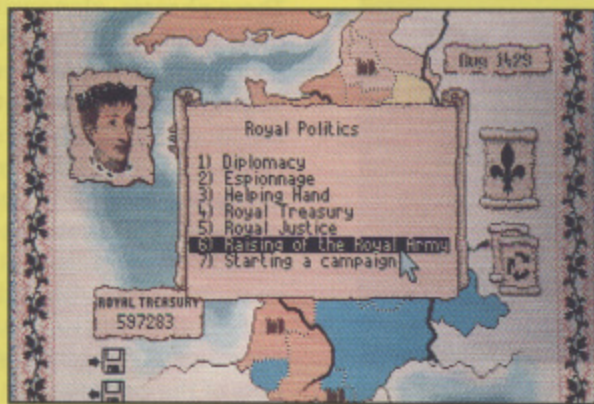 Aug 1429
Royal Politics
1) Diplomacy
2) Espionnage
3) Helping Hand
4) Royal Treasury
5) Royal Justice
6) Raising of the Royal Army
7) Starting a campaign
ROYAL TREASURY
597283